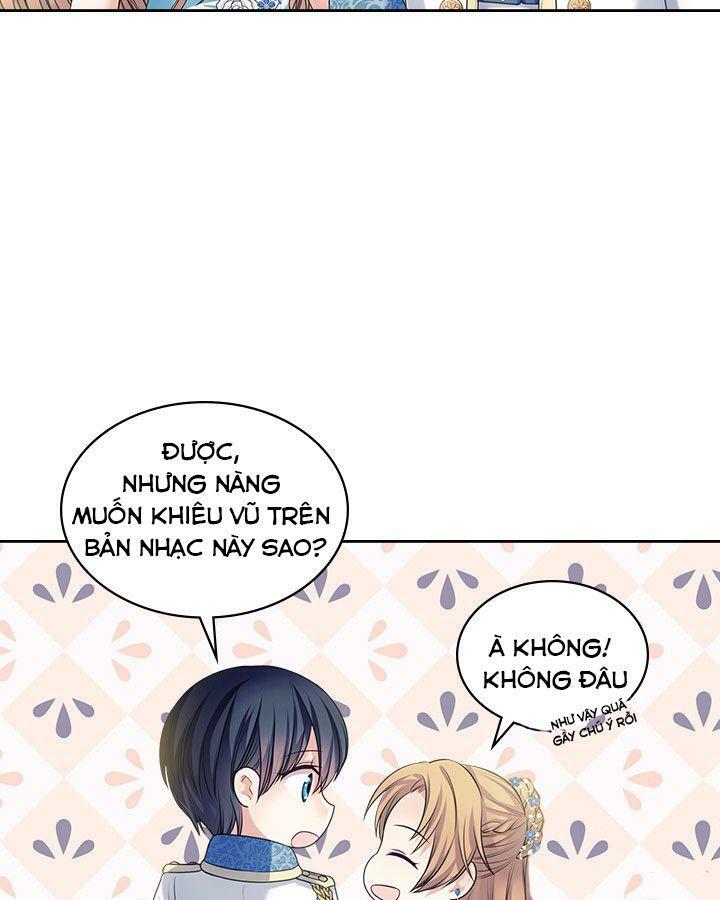 ĐƯỢC,
NHƯNG NÀNG
MUỐN KHIÊU VŨ TRÊN
BẢN NHẠC NÀY SAO?
À KHÔNG!
KHÔNG ĐÂU
NHƯ VẬY QUÁ
GÂY CHÚ Ý RỒI